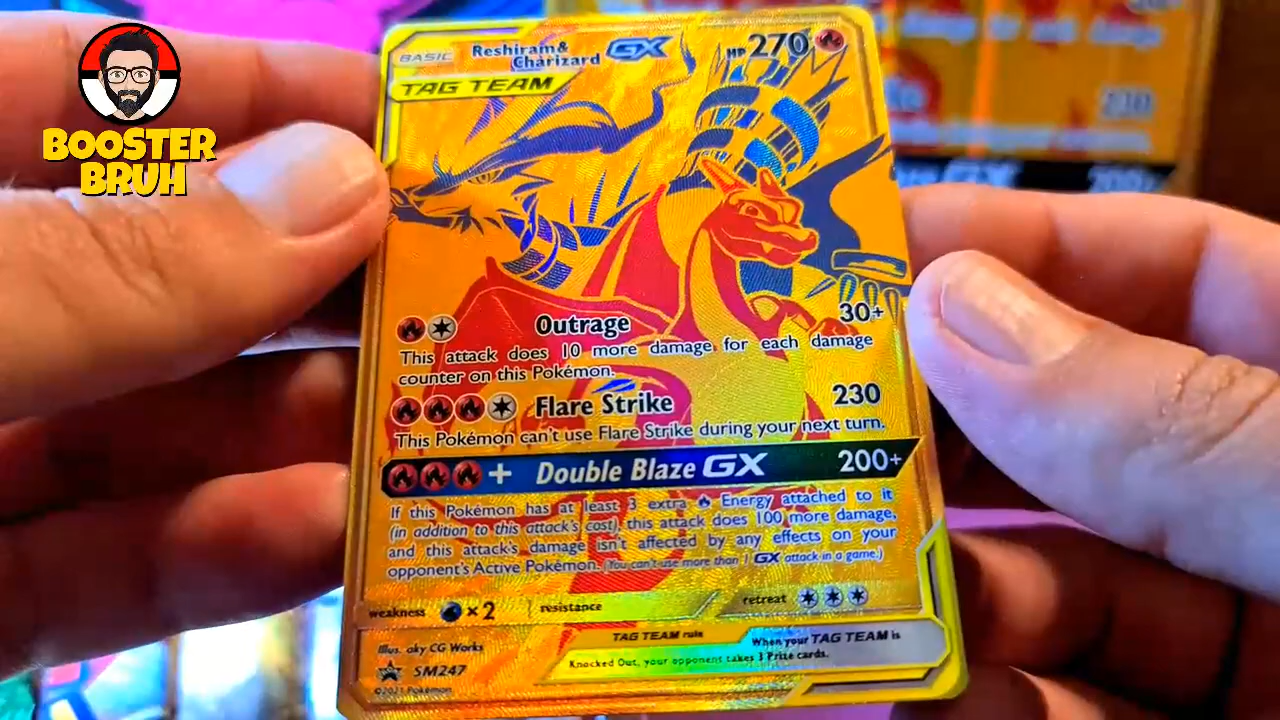 BOOSTER
BRUH
BASIC
Reshiram &
Charizard GX
HP 270
TAG TEAM
Outrage 30+
This attack does 10 more damage for each damage
counter on this Pokémon.
Flare Strike 230
This Pokémon can't use Flare Strike during your next turn.
+ Double Blaze GX 200+
If this Pokémon has at least 3 extra Energy attached to it
(in addition to this attack's cost), this attack does 100 more damage,
and this attack's damage isn't affected by any effects on your
opponent's Active Pokémon. (You can't use more than 1 GX attack in a game.)
weakness ×2 resistance retreat
Illus. aky CG Works
TAG TEAM rule When your TAG TEAM is
Knocked Out, your opponent takes 3 Prize cards.
SM247
©2021 Pokémon
230
GX 200+